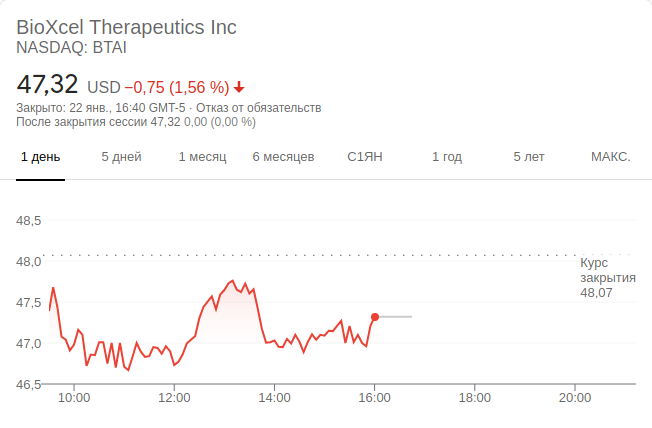 BioXcel Therapeutics Inc
NASDAQ: BTAI
47,32 USD −0,75 (1,56 %)
Закрыто: 22 янв., 16:40 GMT-5 · Отказ от обязательств
После закрытия сессии 47,32 0,00 (0,00 %)
1 день 5 дней 1 месяц 6 месяцев С1ЯН 1 год 5 лет МАКС.
48,5
48,0
Курс
закрытия
48,07
47,5
47,0
46,5
10:00 12:00 14:00 16:00 18:00 20:00